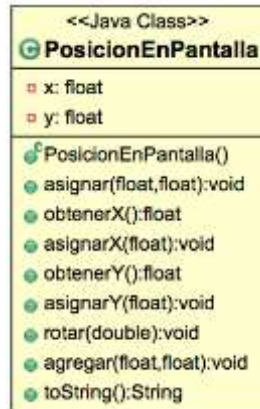 <<Java Class>>
C PosicionEnPantalla
x: float
y: float
C PosicionEnPantalla()
asignar(float,float):void
obtenerX():float
asignarX(float):void
obtenerY():float
asignarY(float):void
rotar(double):void
agregar(float,float):void
toString():String